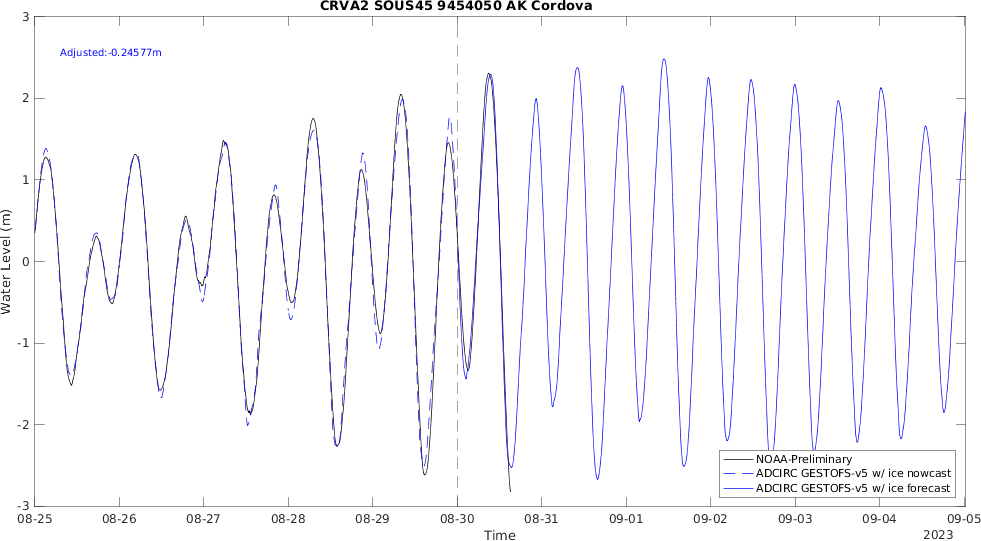 CRVA2 SOUS45 9454050 AK Cordova
Adjusted:-0.24577m
Water Level (m)
3
2
1
0
-1
-2
-3
NOAA-Preliminary
ADCIRC GESTOFS-v5 w/ ice nowcast
ADCIRC GESTOFS-v5 w/ ice forecast
08-25 08-26 08-27 08-28 08-29 08-30 08-31 09-01 09-02 09-03 09-04 09-05
Time
2023